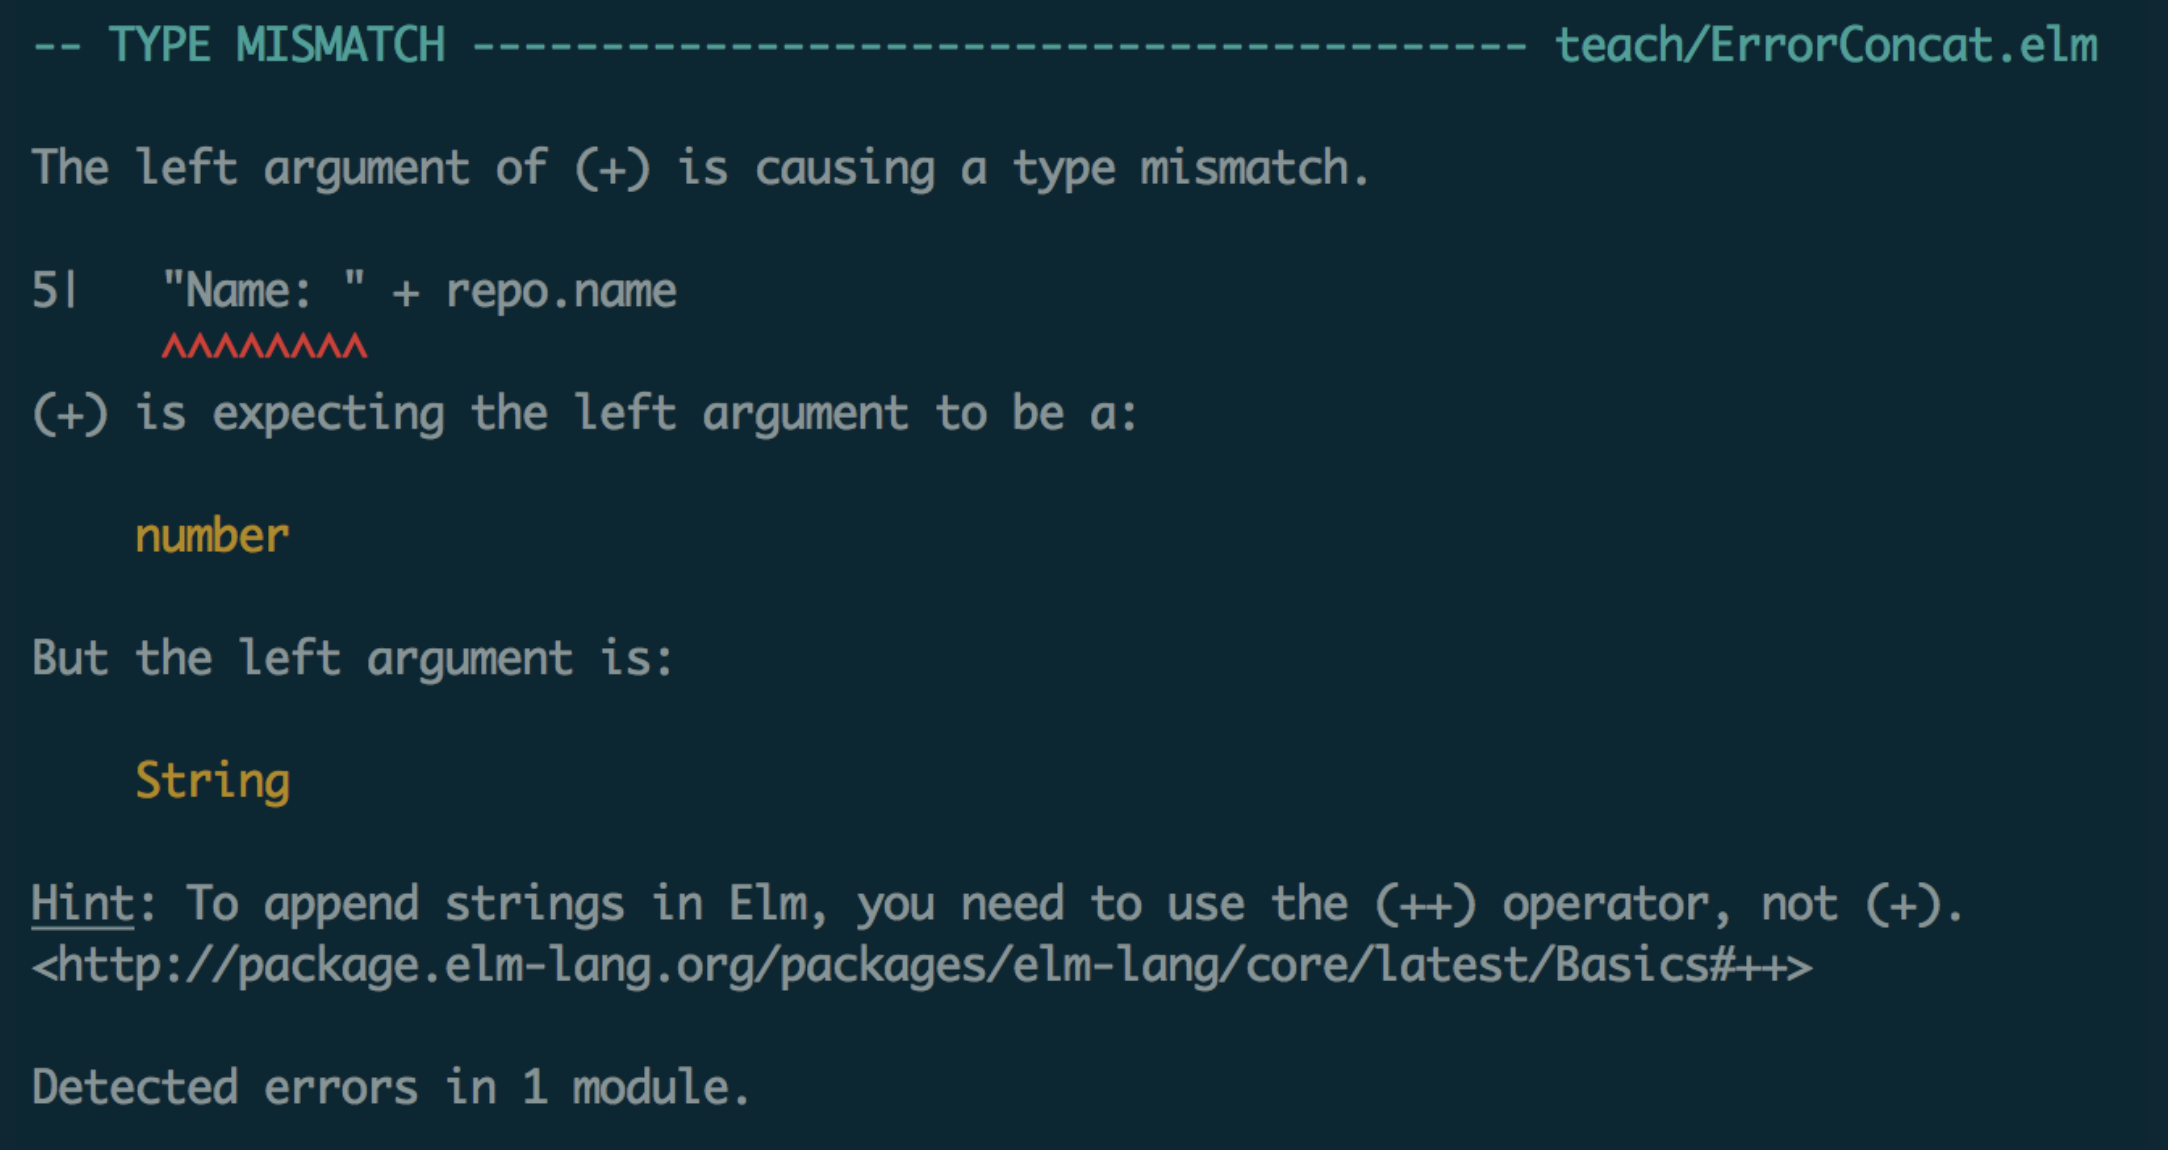 -- TYPE MISMATCH ----------------------------------------- teach/ErrorConcat.elm
The left argument of (+) is causing a type mismatch.
5|   "Name: " + repo.name
     ^^^^^^^^
(+) is expecting the left argument to be a:
    number
But the left argument is:
    String
Hint: To append strings in Elm, you need to use the (++) operator, not (+).
<http://package.elm-lang.org/packages/elm-lang/core/latest/Basics#++>
Detected errors in 1 module.